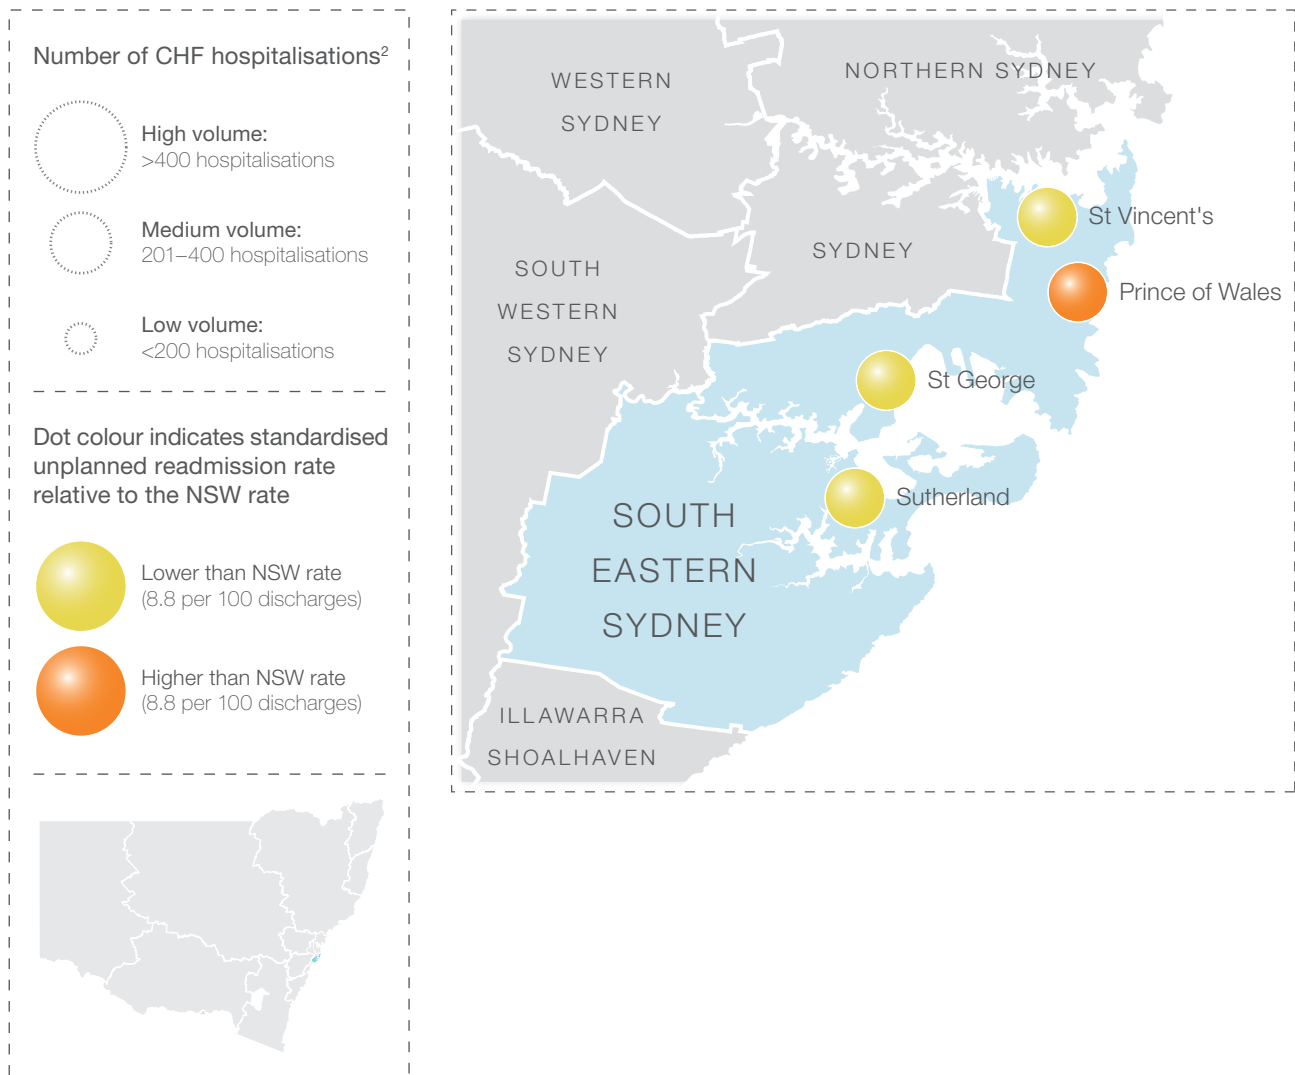 Number of CHF hospitalisations²
High volume:
>400 hospitalisations
Medium volume:
201–400 hospitalisations
Low volume:
<200 hospitalisations
Dot colour indicates standardised
unplanned readmission rate
relative to the NSW rate
Lower than NSW rate
(8.8 per 100 discharges)
Higher than NSW rate
(8.8 per 100 discharges)
WESTERN
SYDNEY
NORTHERN SYDNEY
SOUTH
WESTERN
SYDNEY
SYDNEY
St Vincent's
Prince of Wales
St George
Sutherland
SOUTH
EASTERN
SYDNEY
ILLAWARRA
SHOALHAVEN